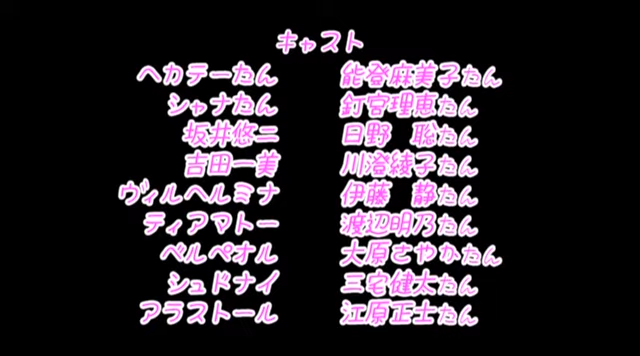 キャスト
ヘカテーたん 能登麻美子たん
シャナたん 釘宮理恵たん
坂井悠二 日野 聡たん
吉田一美 川澄綾子たん
ヴィルヘルミナ 伊藤 静たん
ティアマトー 渡辺明乃たん
ベルペオル 大原さやかたん
シュドナイ 三宅健太たん
アラストール 江原正士たん